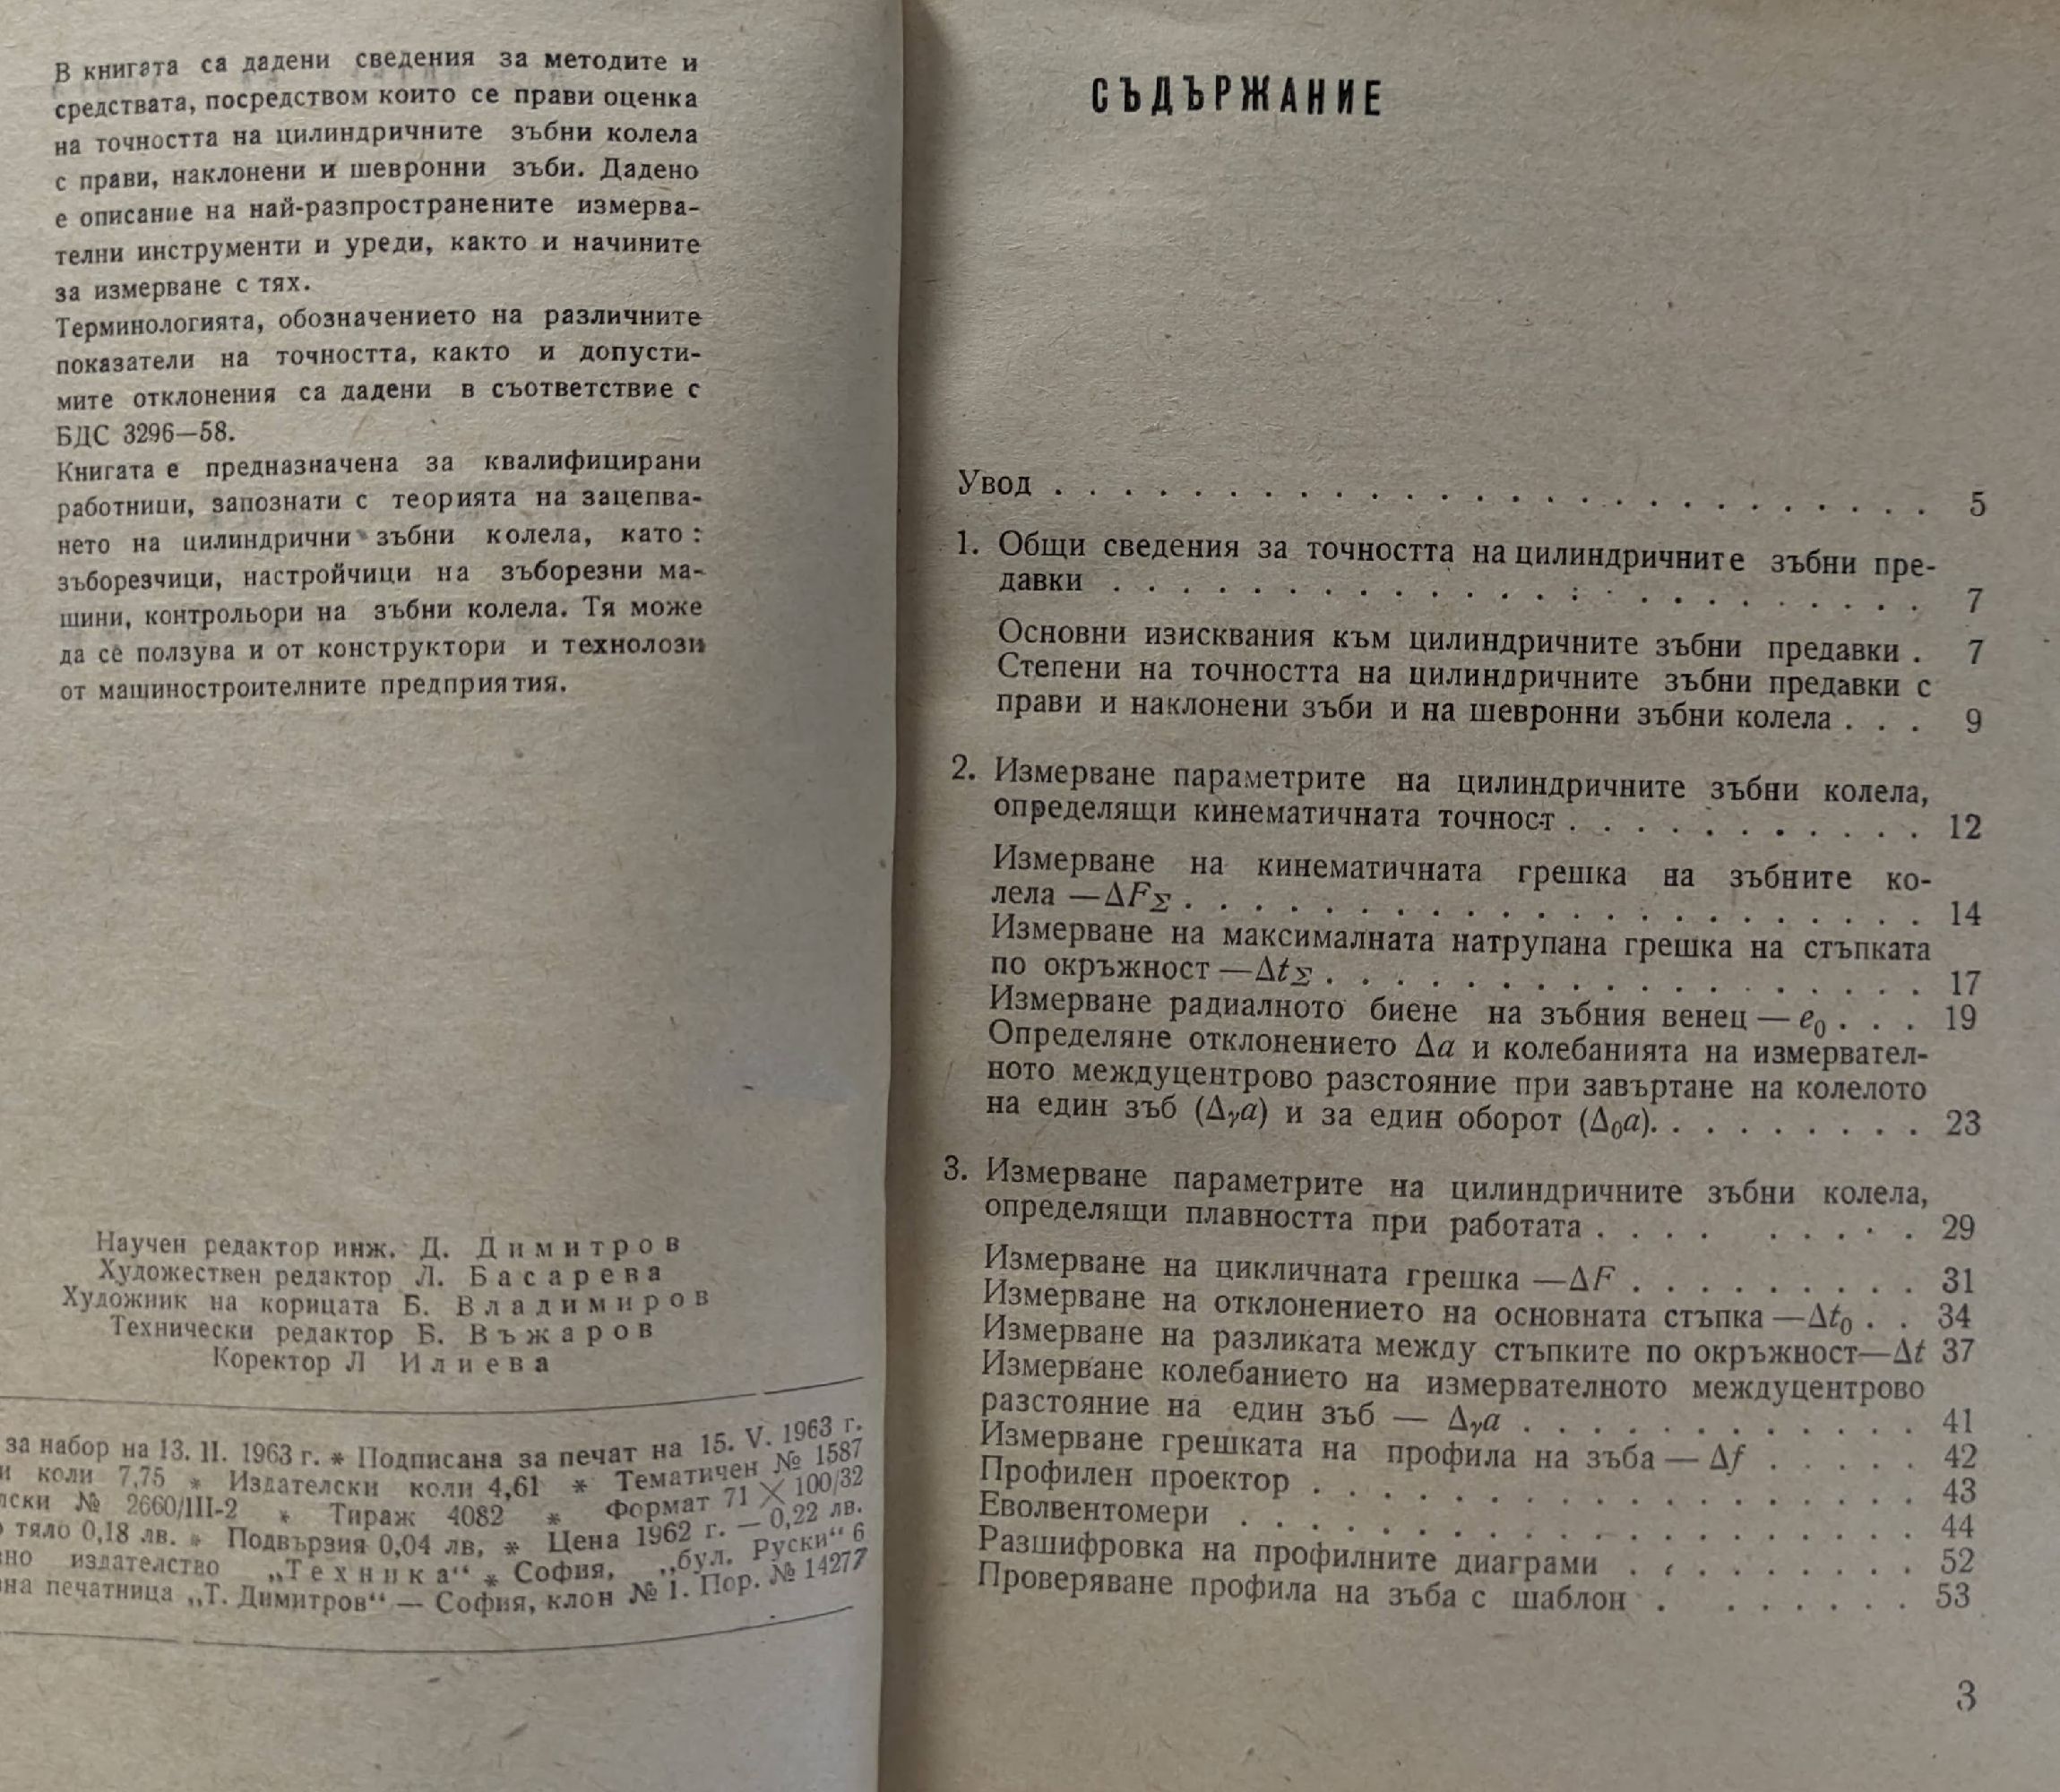 В книгата са дадени сведения за методите и
средствата, посредством които се прави оценка
на точността на цилиндричните зъбни колела
с прави, наклонени и шевронни зъби. Дадено
е описание на най-разпространените измерва-
телни инструменти и уреди, както и начините
за измерване с тях.
Терминологията, обозначението на различните
показатели на точността, както и допусти-
мите отклонения са дадени в съответствие с
БДС 3296—58.
Книгата е предназначена за квалифицирани
работници, запознати с теорията на зацепва-
нето на цилиндрични зъбни колела, като :
зъборезчици, настройчици на зъборезни ма-
шини, контрольори на зъбни колела. Тя може
да се ползува и от конструктори и технолози
от машиностроителните предприятия.
Научен редактор инж. Д. Димитров
Художествен редактор Л. Басарева
Художник на корицата Б. Владимиров
Технически редактор Б. Въжаров
Коректор Л Илиева
за набор на 13. II. 1963 г. * Подписана за печат на 15. V. 1963 г.
и коли 7,75 * Издателски коли 4,61 * Тематичен № 1587
лски № 2660/III-2 * Тираж 4082 * Формат 71 × 100/32
о тяло 0,18 лв. * Подвързия 0,04 лв, * Цена 1962 г. — 0,22 лв.
вно издателство „Техника“ * София, „бул. Руски“ 6
вна печатница „Т. Димитров“ — София, клон № 1. Пор. № 14277
СЪДЪРЖАНИЕ
Увод . . . . . . . . . . . . . . . . . . . . . . . . . 5
1. Общи сведения за точността на цилиндричните зъбни пре-
давки . . . . . . . . . . . . . . . . . . . . . . . . 7
Основни изисквания към цилиндричните зъбни предавки . 7
Степени на точността на цилиндричните зъбни предавки с
прави и наклонени зъби и на шевронни зъбни колела . . . 9
2. Измерване параметрите на цилиндричните зъбни колела,
определящи кинематичната точност . . . . . . . . . . . 12
Измерване на кинематичната грешка на зъбните ко-
лела — ΔF_Σ . . . . . . . . . . . . . . . . . . . . . . 14
Измерване на максималната натрупана грешка на стъпката
по окръжност — Δt_Σ . . . . . . . . . . . . . . . . . . 17
Измерване радиалното биене на зъбния венец — e₀ . . . 19
Определяне отклонението Δa и колебанията на измервател-
ното междуцентрово разстояние при завъртане на колелото
на един зъб (Δᵧa) и за един оборот (Δ₀a). . . . . . . . . 23
3. Измерване параметрите на цилиндричните зъбни колела,
определящи плавността при работата . . . . . . . . . 29
Измерване на цикличната грешка — ΔF . . . . . . . . . 31
Измерване на отклонението на основната стъпка — Δt₀ . . 34
Измерване на разликата между стъпките по окръжност—Δt 37
Измерване колебанието на измервателното междуцентрово
разстояние на един зъб — Δᵧa . . . . . . . . . . . . 41
Измерване грешката на профила на зъба — Δf . . . . . 42
Профилен проектор . . . . . . . . . . . . . . . . . . 43
Еволвентомери . . . . . . . . . . . . . . . . . . . . 44
Разшифровка на профилните диаграми . . . . . . . . . 52
Проверяване профила на зъба с шаблон . . . . . . . 53
3